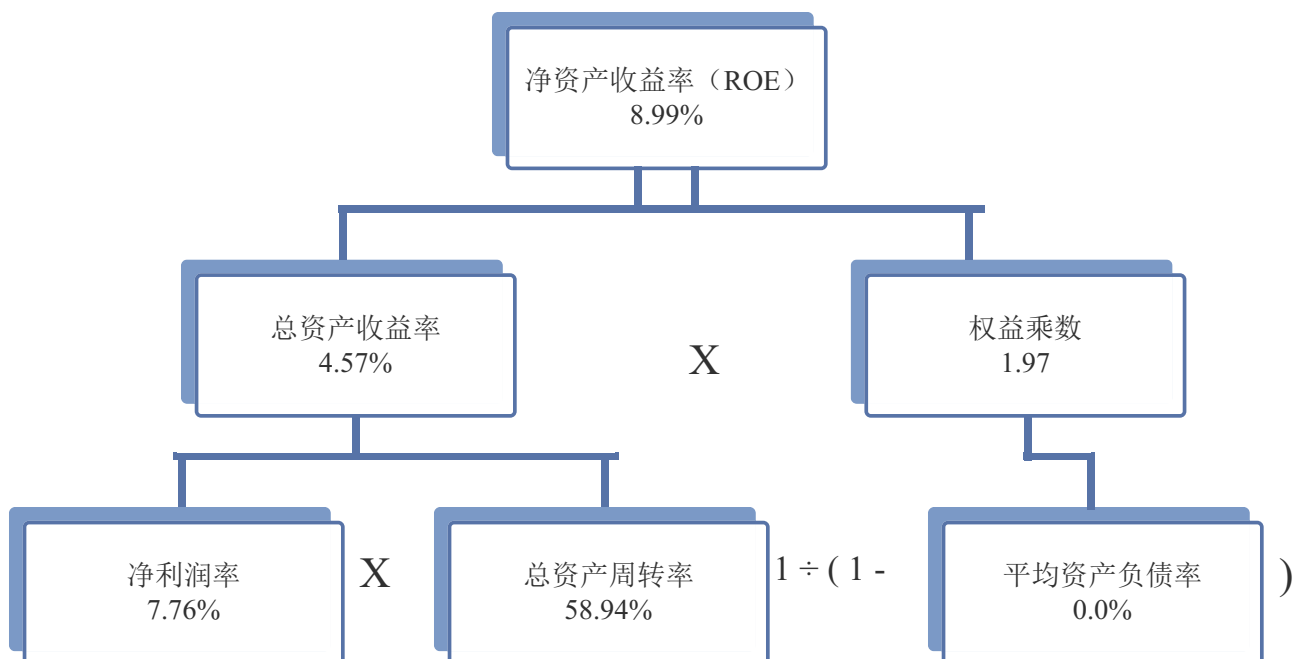 净资产收益率（ROE）
8.99%
总资产收益率
4.57%
X
权益乘数
1.97
净利润率
7.76%
X
总资产周转率
58.94%
1 ÷ ( 1 -
平均资产负债率
0.0%
)